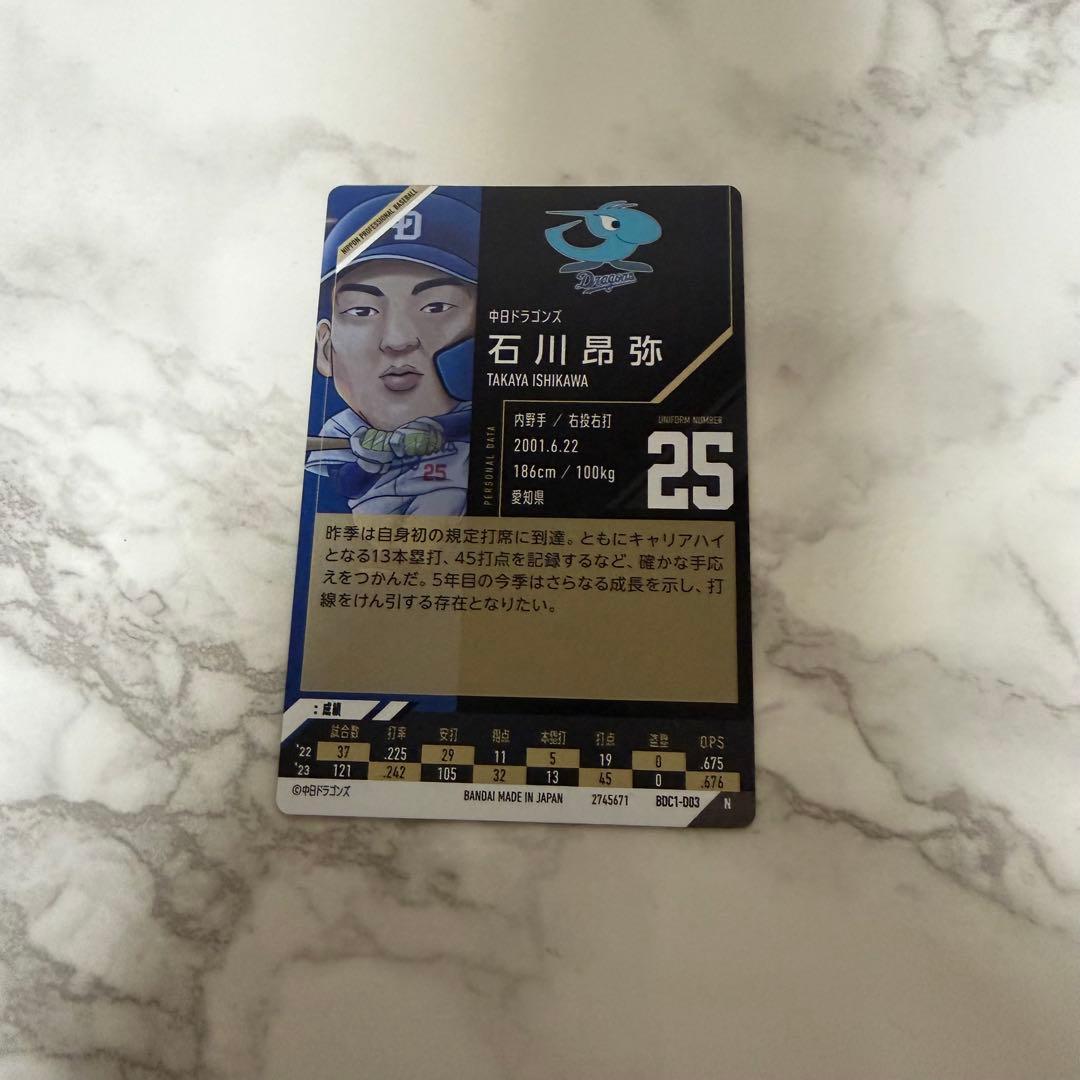 NIPPON PROFESSIONAL BASEBALL
D
Dragons
中日ドラゴンズ
石川昂弥
TAKAYA ISHIKAWA
PERSONAL DATA
内野手 / 右投右打
2001.6.22
186cm / 100kg
愛知県
UNIFORM NUMBER
25
25
昨季は自身初の規定打席に到達。ともにキャリアハイ
となる13本塁打、45打点を記録するなど、確かな手応
えをつかんだ。5年目の今季はさらなる成長を示し、打
線をけん引する存在となりたい。
:成績
試合数 打率 安打 得点 本塁打 打点 盗塁 OPS
'22 37 .225 29 11 5 19 0 .675
'23 121 .242 105 32 13 45 0 .676
©中日ドラゴンズ BANDAI MADE IN JAPAN 2745671 BDC1-D03 N